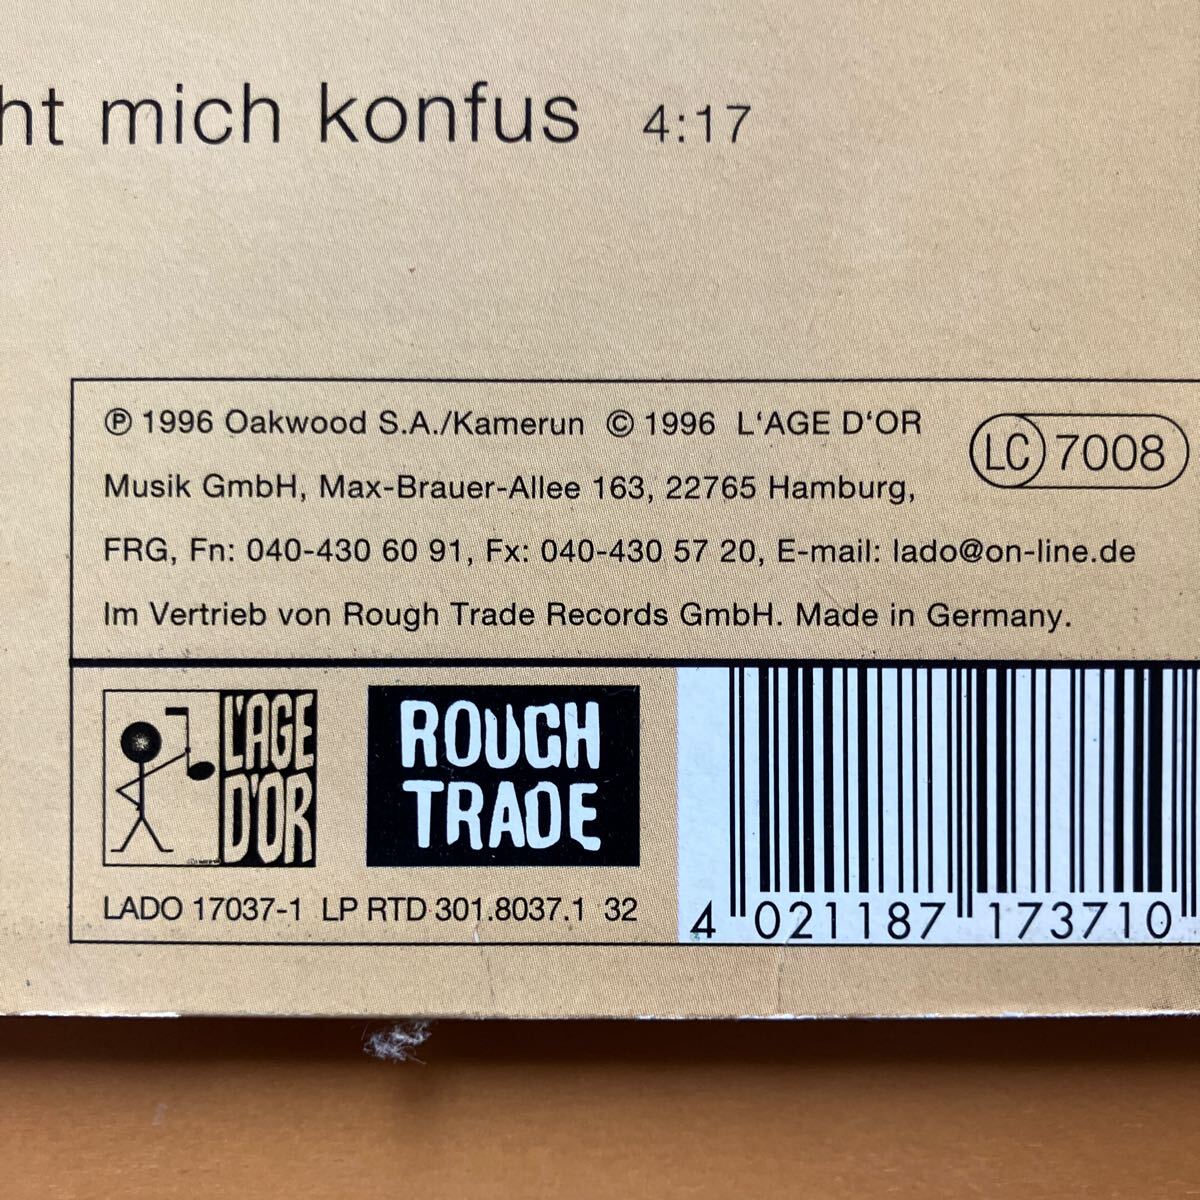 ht mich konfus 4:17
℗ 1996 Oakwood S.A./Kamerun © 1996 L'AGE D'OR
LC 7008
Musik GmbH, Max-Brauer-Allee 163, 22765 Hamburg,
FRG, Fn: 040-430 60 91, Fx: 040-430 57 20, E-mail: lado@on-line.de
Im Vertrieb von Rough Trade Records GmbH. Made in Germany.
L'AGE
D'OR
ROUGH
TRADE
LADO 17037-1 LP RTD 301.8037.1 32
4 021187 173710